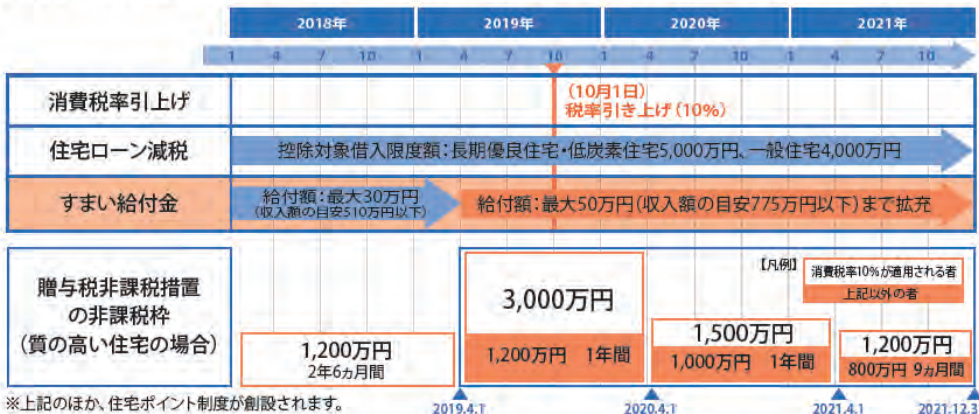 2018年 2019年 2020年 2021年
1 4 7 10 1 4 7 10 1 4 7 10 1 4 7 10
消費税率引上げ
(10月1日)
税率引き上げ(10%)
住宅ローン減税
控除対象借入限度額:長期優良住宅・低炭素住宅5,000万円、一般住宅4,000万円
すまい給付金
給付額:最大30万円
(収入額の目安510万円以下)
給付額:最大50万円(収入額の目安775万円以下)まで拡充
贈与税非課税措置
の非課税枠
(質の高い住宅の場合)
【凡例】
消費税率10%が適用される者
上記以外の者
1,200万円
2年6ヵ月間
3,000万円
1,200万円 1年間
1,500万円
1,000万円 1年間
1,200万円
800万円 9ヵ月間
※上記のほか、住宅ポイント制度が創設されます。
2019.4.1 2020.4.1 2021.4.1